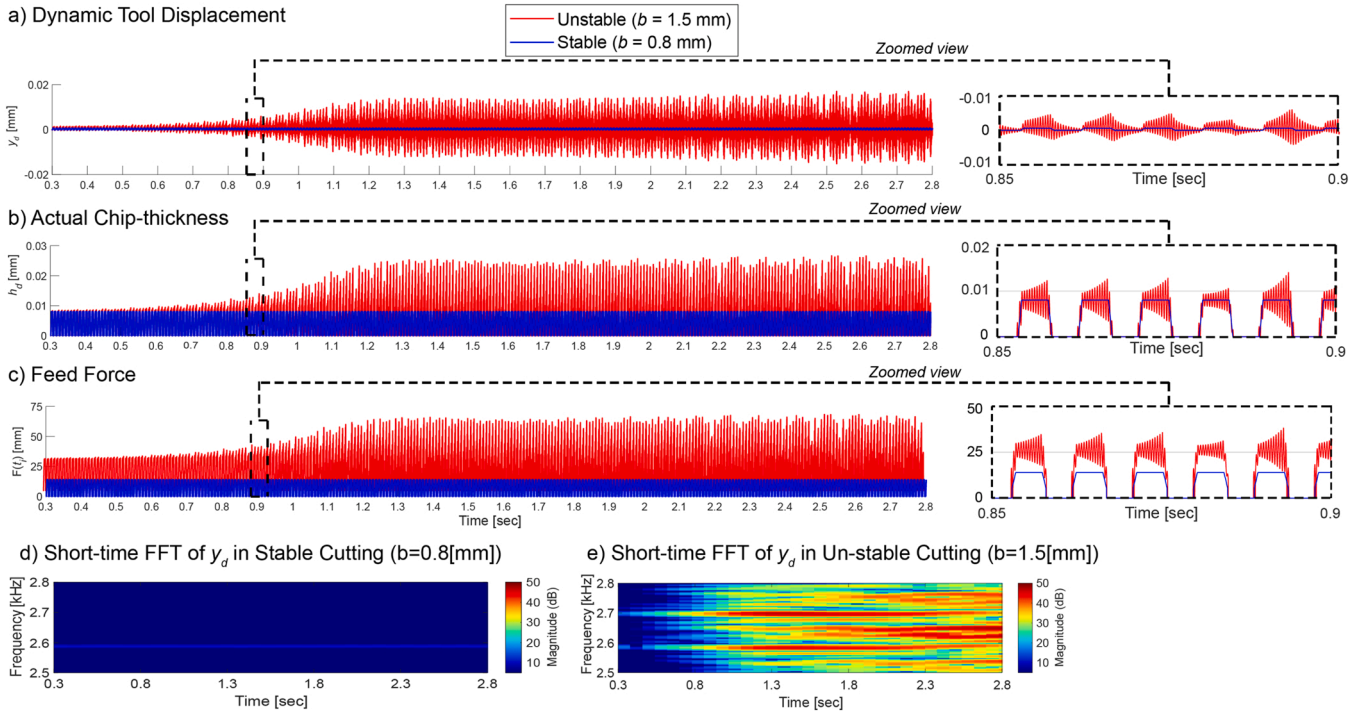 a) Dynamic Tool Displacement
Unstable (b = 1.5 mm)
Stable (b = 0.8 mm)
Zoomed view
0.02
0
-0.02
y_d [mm]
0.3 0.4 0.5 0.6 0.7 0.8 0.9 1 1.1 1.2 1.3 1.4 1.5 1.6 1.7 1.8 1.9 2 2.1 2.2 2.3 2.4 2.5 2.6 2.7 2.8
-0.01
0
-0.01
0.85 Time [sec] 0.9
b) Actual Chip-thickness
Zoomed view
0.03
0.02
0.01
0
h_d [mm]
0.3 0.4 0.5 0.6 0.7 0.8 0.9 1 1.1 1.2 1.3 1.4 1.5 1.6 1.7 1.8 1.9 2 2.1 2.2 2.3 2.4 2.5 2.6 2.7 2.8
0.02
0.01
0
0.85 Time [sec] 0.9
c) Feed Force
Zoomed view
75
50
25
0
[mm]
0.3 0.4 0.5 0.6 0.7 0.8 0.9 1 1.1 1.2 1.3 1.4 1.5 1.6 1.7 1.8 1.9 2 2.1 2.2 2.3 2.4 2.5 2.6 2.7 2.8
Time [sec]
50
25
0
0.85 Time [sec] 0.9
d) Short-time FFT of y_d in Stable Cutting (b=0.8[mm])
2.8
2.7
2.6
2.5
Frequency [kHz]
0.3 0.8 1.3 1.8 2.3 2.8
Time [sec]
50
40
30
20
10
Magnitude (dB)
e) Short-time FFT of y_d in Un-stable Cutting (b=1.5[mm])
2.8
2.7
2.6
2.5
Frequency [kHz]
0.3 0.8 1.3 1.8 2.3 2.8
Time [sec]
50
40
30
20
10
Magnitude (dB)